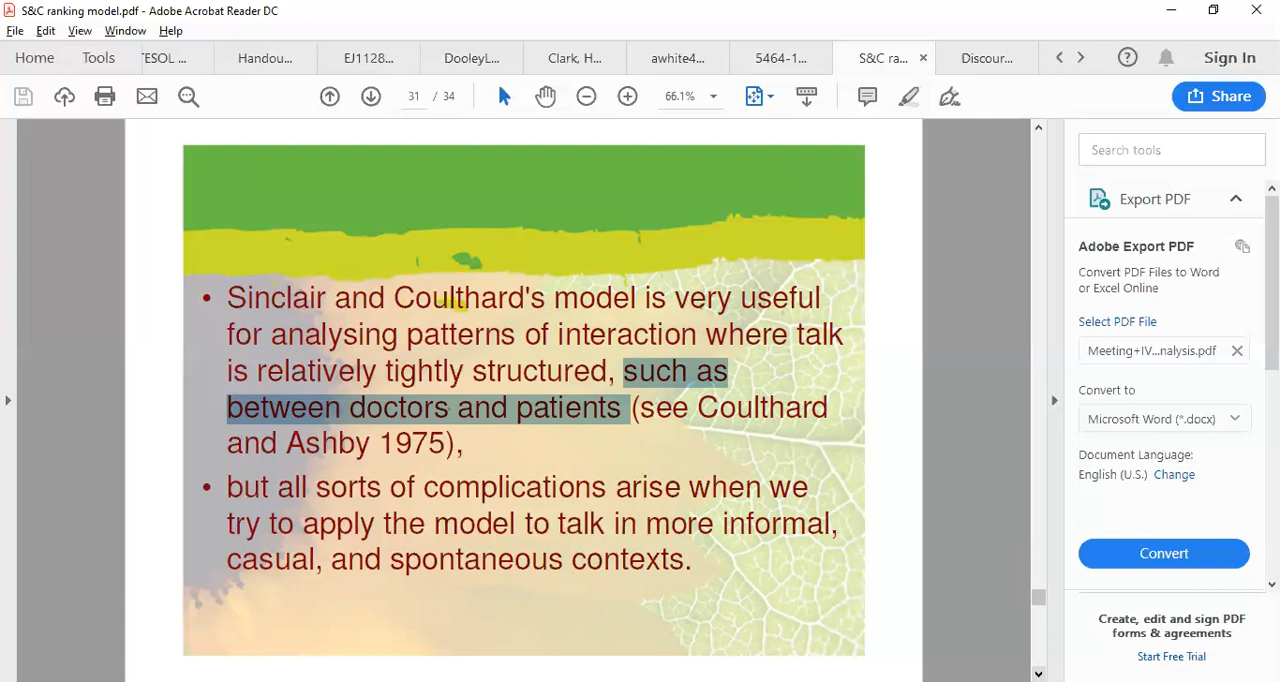 S&C ranking model.pdf - Adobe Acrobat Reader DC
File Edit View Window Help
Home Tools TESOL ... Handou... EJ1128... DooleyL... Clark, H... awhite4... 5464-1... S&C ra... Discour... Sign In
31 / 34 66.1% Share
• Sinclair and Coulthard's model is very useful
for analysing patterns of interaction where talk
is relatively tightly structured, such as
between doctors and patients (see Coulthard
and Ashby 1975),
• but all sorts of complications arise when we
try to apply the model to talk in more informal,
casual, and spontaneous contexts.
Search tools
Export PDF
Adobe Export PDF
Convert PDF Files to Word
or Excel Online
Select PDF File
Meeting+IV...nalysis.pdf
Convert to
Microsoft Word (*.docx)
Document Language:
English (U.S.) Change
Convert
Create, edit and sign PDF
forms & agreements
Start Free Trial